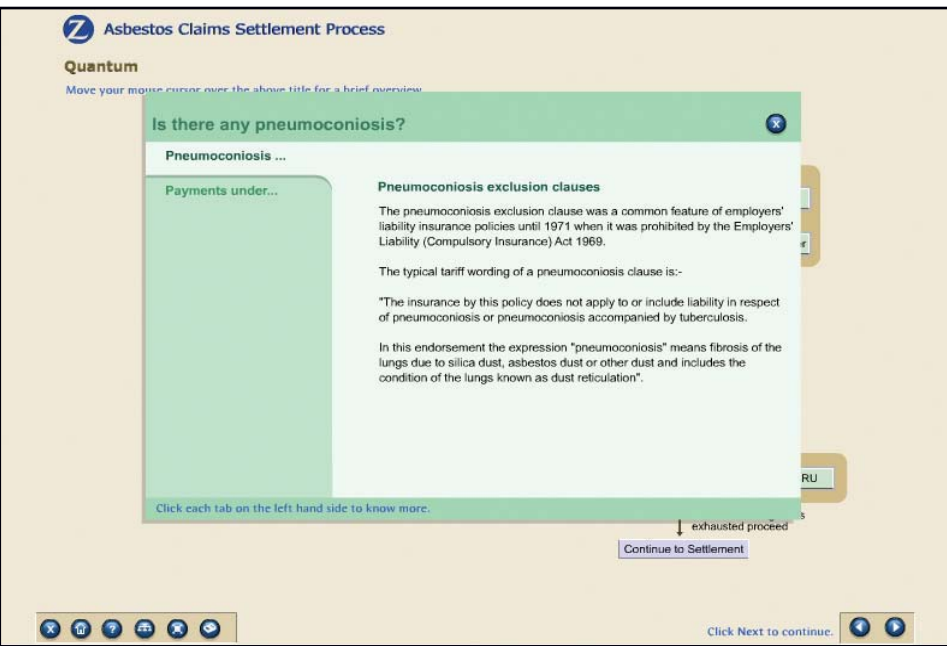 Z Asbestos Claims Settlement Process
Quantum
Move your mouse cursor over the above title for a brief overview
Is there any pneumoconiosis?
X
Pneumoconiosis ...
Payments under...
Pneumoconiosis exclusion clauses
The pneumoconiosis exclusion clause was a common feature of employers'
liability insurance policies until 1971 when it was prohibited by the Employers'
Liability (Compulsory Insurance) Act 1969.
The typical tariff wording of a pneumoconiosis clause is:-
"The insurance by this policy does not apply to or include liability in respect
of pneumoconiosis or pneumoconiosis accompanied by tuberculosis.
In this endorsement the expression "pneumoconiosis" means fibrosis of the
lungs due to silica dust, asbestos dust or other dust and includes the
condition of the lungs known as dust reticulation".
Click each tab on the left hand side to know more.
RU
exhausted proceed
Continue to Settlement
X ?
Click Next to continue.